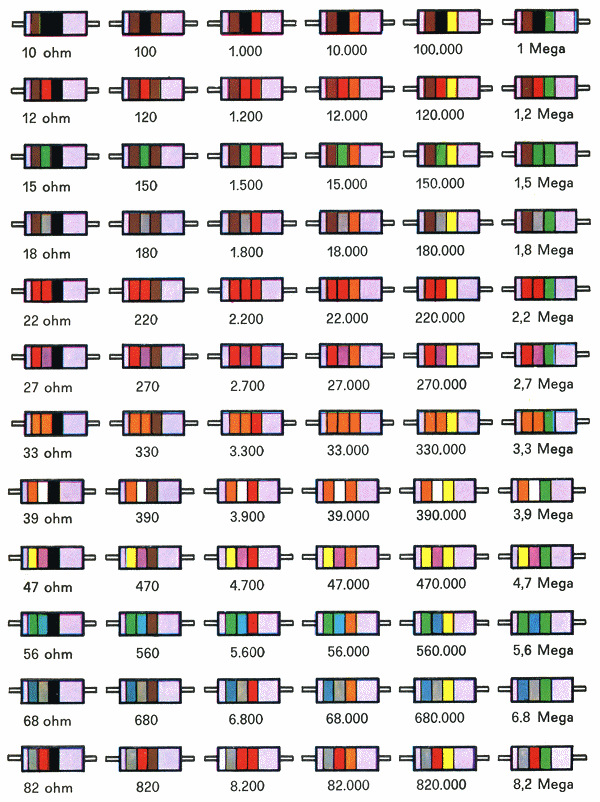 10 ohm 100 1.000 10.000 100.000 1 Mega
12 ohm 120 1.200 12.000 120.000 1,2 Mega
15 ohm 150 1.500 15.000 150.000 1,5 Mega
18 ohm 180 1.800 18.000 180.000 1,8 Mega
22 ohm 220 2.200 22.000 220.000 2,2 Mega
27 ohm 270 2.700 27.000 270.000 2,7 Mega
33 ohm 330 3.300 33.000 330.000 3,3 Mega
39 ohm 390 3.900 39.000 390.000 3,9 Mega
47 ohm 470 4.700 47.000 470.000 4,7 Mega
56 ohm 560 5.600 56.000 560.000 5,6 Mega
68 ohm 680 6.800 68.000 680.000 6.8 Mega
82 ohm 820 8.200 82.000 820.000 8,2 Mega